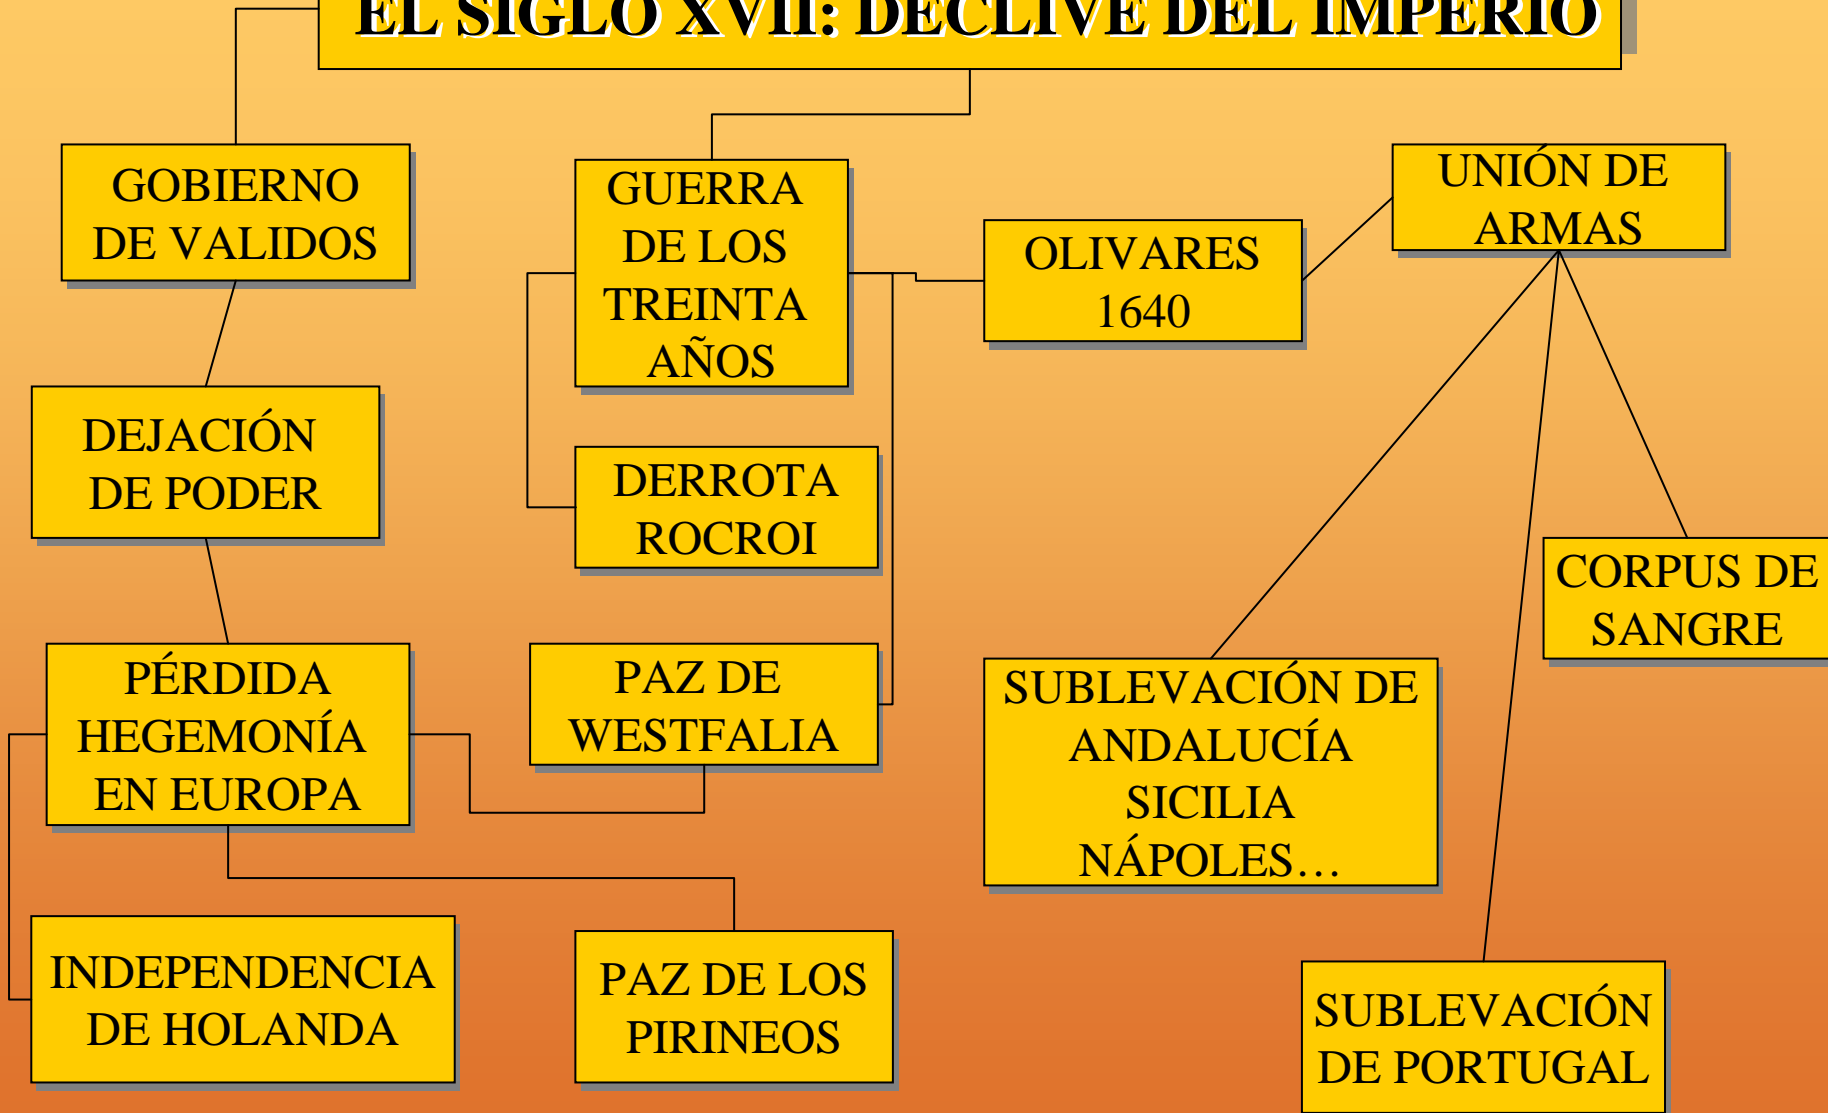 EL SIGLO XVII: DECLIVE DEL IMPERIO
GOBIERNO
DE VALIDOS
GUERRA
DE LOS
TREINTA
AÑOS
OLIVARES
1640
UNIÓN DE
ARMAS
DEJACIÓN
DE PODER
DERROTA
ROCROI
CORPUS DE
SANGRE
PÉRDIDA
HEGEMONÍA
EN EUROPA
PAZ DE
WESTFALIA
SUBLEVACIÓN DE
ANDALUCÍA
SICILIA
NÁPOLES…
INDEPENDENCIA
DE HOLANDA
PAZ DE LOS
PIRINEOS
SUBLEVACIÓN
DE PORTUGAL